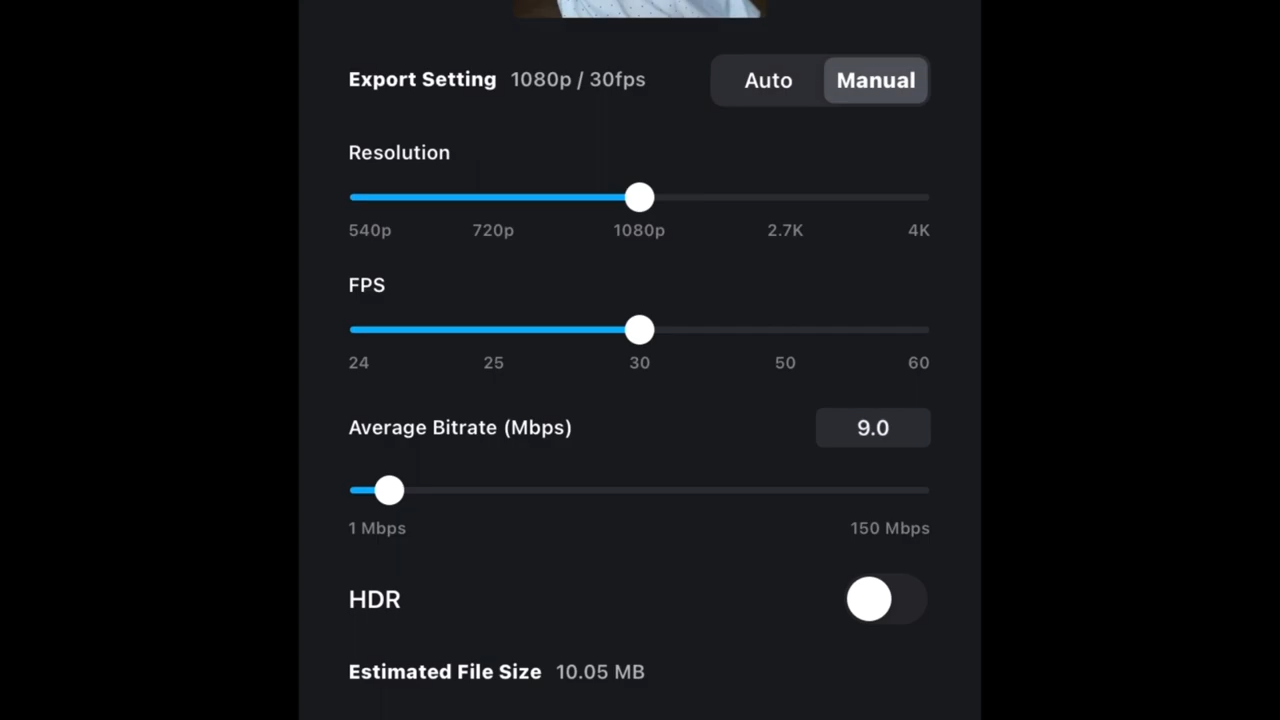 Export Setting 1080p / 30fps Auto Manual
Resolution
540p 720p 1080p 2.7K 4K
FPS
24 25 30 50 60
Average Bitrate (Mbps) 9.0
1 Mbps 150 Mbps
HDR
Estimated File Size 10.05 MB